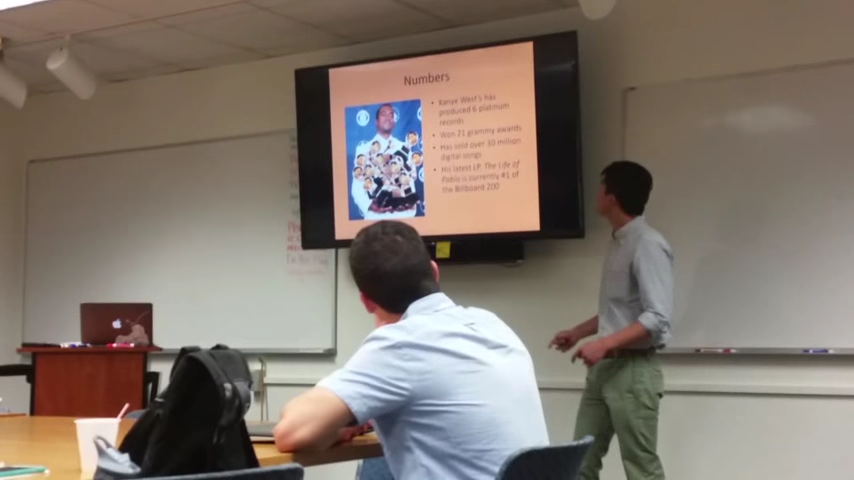 Numbers
• Kanye West's has
produced 6 platinum
records
• Won 21 grammy awards
• Has sold over 30 million
digital songs
• His latest LP, The Life of
Pablo is currently #1 of
the Billboard 200